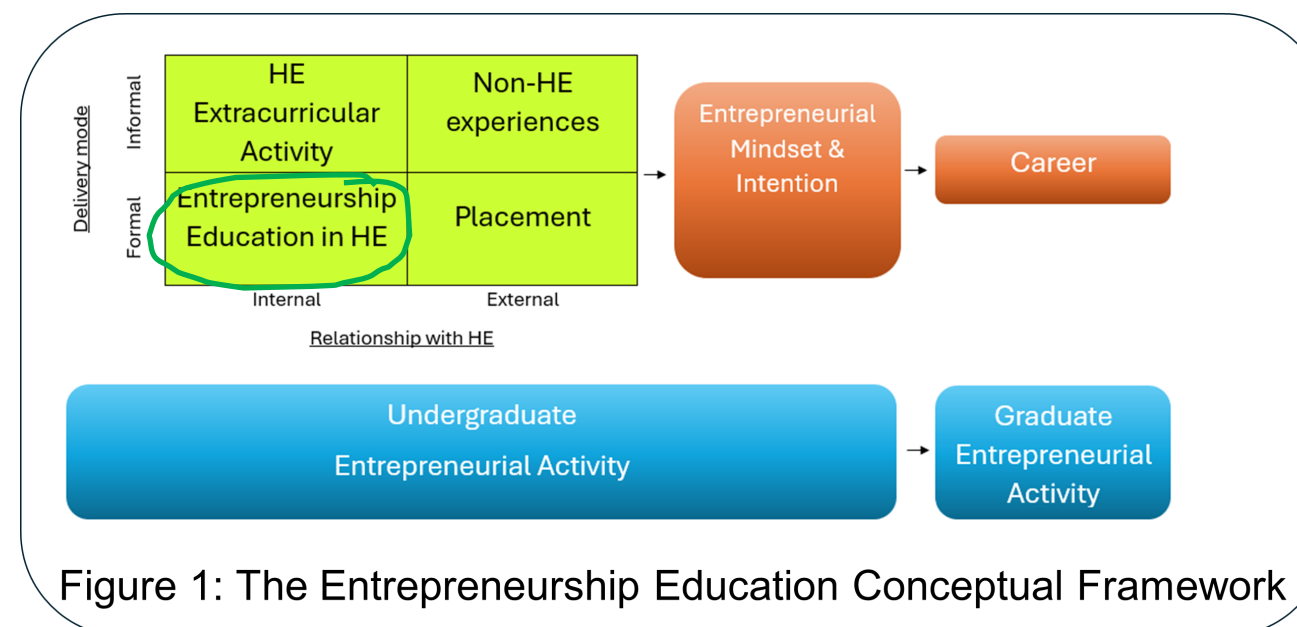 Delivery mode
Informal
Formal
HE
Extracurricular
Activity
Non-HE
experiences
Entrepreneurship
Education in HE
Placement
Internal
External
Relationship with HE
Entrepreneurial
Mindset &
Intention
Career
Undergraduate
Entrepreneurial Activity
Graduate
Entrepreneurial
Activity
Figure 1: The Entrepreneurship Education Conceptual Framework